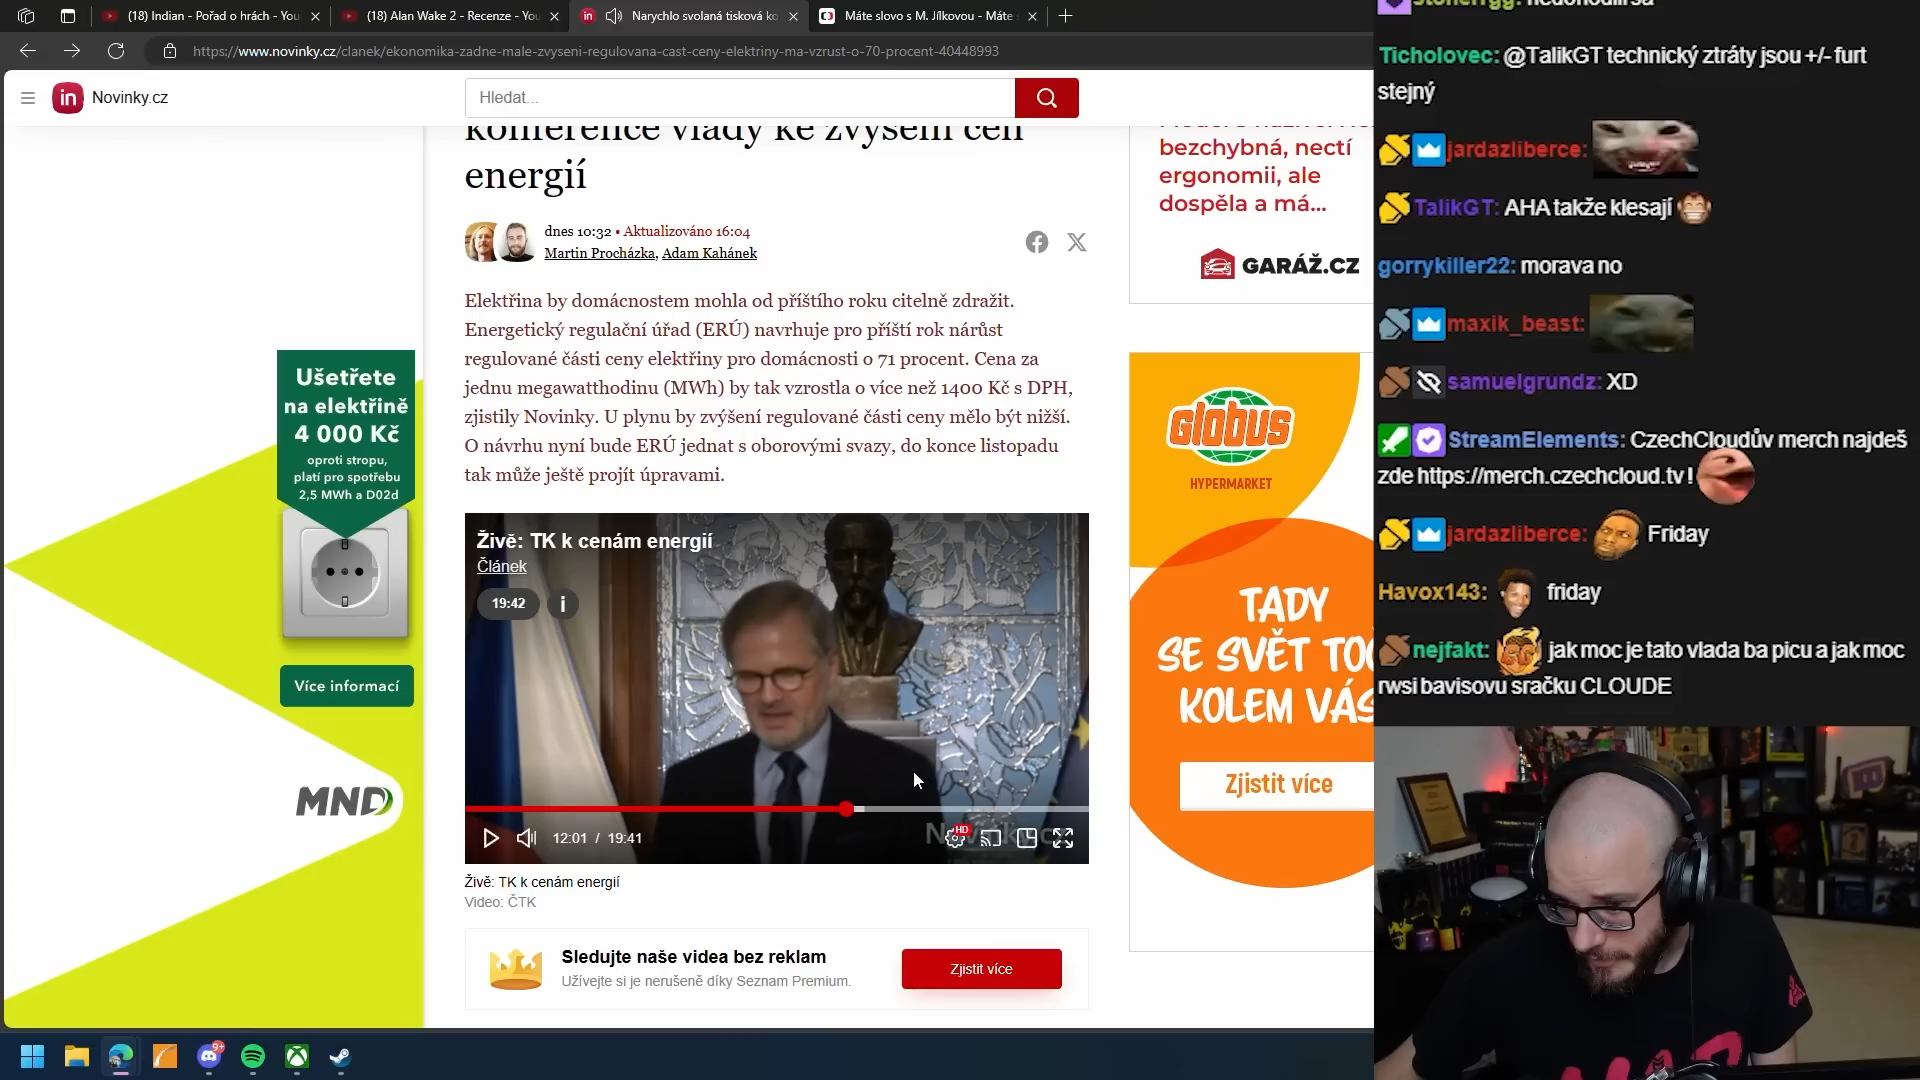 (18) Indian - Pořad o hrách - You
(18) Alan Wake 2 - Recenze - You
Narychlo svolaná tisková ko
Máte slovo s M. Jílkovou - Máte
https://www.novinky.cz/clanek/ekonomika-zadne-male-zvyseni-regulovana-cast-ceny-elektriny-ma-vzrust-o-70-procent-40448993
in
Novinky.cz
Hledat...
konference vlády ke zvýšení cen
energií
dnes 10:32 • Aktualizováno 16:04
Martin Procházka, Adam Kahánek
Elektřina by domácnostem mohla od příštího roku citelně zdražit.
Energetický regulační úřad (ERÚ) navrhuje pro příští rok nárůst
regulované části ceny elektřiny pro domácnosti o 71 procent. Cena za
jednu megawatthodinu (MWh) by tak vzrostla o více než 1400 Kč s DPH,
zjistily Novinky. U plynu by zvýšení regulované části ceny mělo být nižší.
O návrhu nyní bude ERÚ jednat s oborovými svazy, do konce listopadu
tak může ještě projít úpravami.
Živě: TK k cenám energií
Článek
19:42
i
12:01 / 19:41
HD
Živě: TK k cenám energií
Video: ČTK
Sledujte naše videa bez reklam
Užívejte si je nerušeně díky Seznam Premium.
Zjistit více
Ušetřete
na elektřině
4 000 Kč
oproti stropu,
platí pro spotřebu
2,5 MWh a D02d
Více informací
MND
bezchybná, nectí
ergonomii, ale
dospěla a má...
GARÁŽ.CZ
GLOBUS
HYPERMARKET
TADY
SE SVĚT TOČ
KOLEM VÁS
Zjistit více
Ticholovec: @TalikGT technický ztráty jsou +/- furt
stejný
jardazliberce:
TalikGT: AHA takže klesají
gorrykiller22: morava no
maxik_beast:
samuelgrundz: XD
StreamElements: CzechCloudův merch najdeš
zde https://merch.czechcloud.tv !
jardazliberce: Friday
Havox143: friday
nejfakt: jak moc je tato vlada ba picu a jak moc
rwsi bavisovu sračku CLOUDE
9+